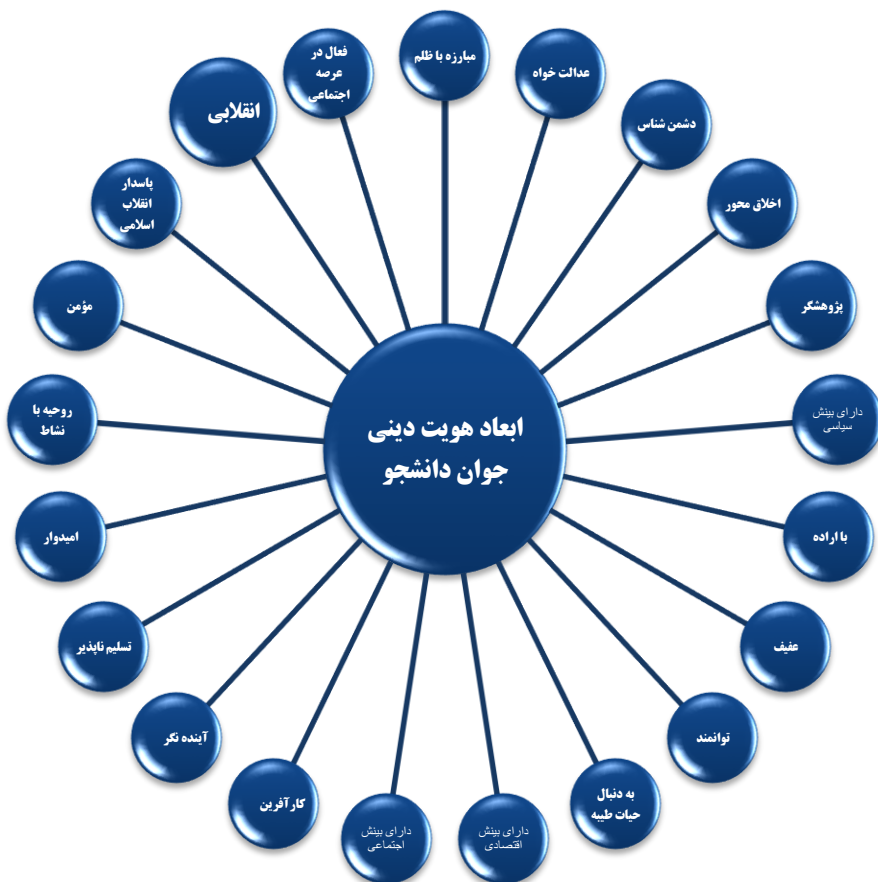 ابعاد هویت دینی
جوان دانشجو
مبارزه با ظلم
عدالت خواه
دشمن شناس
اخلاق محور
پژوهشگر
دارای بینش
سیاسی
با اراده
عفیف
توانمند
به دنبال
حیات طیبه
دارای بینش
اقتصادی
دارای بینش
اجتماعی
کارآفرین
آینده نگر
تسلیم ناپذیر
امیدوار
روحیه با
نشاط
مؤمن
پاسدار
انقلاب
اسلامی
انقلابی
فعال در
عرصه
اجتماعی